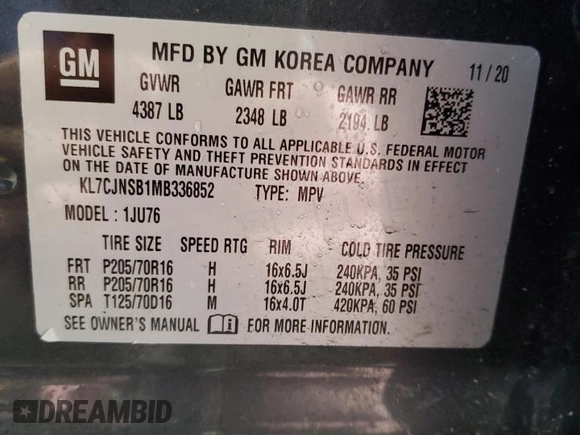 GM
MFD BY GM KOREA COMPANY 11/20
GVWR GAWR FRT GAWR RR
4387 LB 2348 LB 2194 LB
THIS VEHICLE CONFORMS TO ALL APPLICABLE U.S. FEDERAL MOTOR
VEHICLE SAFETY AND THEFT PREVENTION STANDARDS IN EFFECT
ON THE DATE OF MANUFACTURE SHOWN ABOVE.
KL7CJNSB1MB336852 TYPE: MPV
MODEL: 1JU76
TIRE SIZE SPEED RTG RIM COLD TIRE PRESSURE
FRT P205/70R16 H 16x6.5J 240KPA, 35 PSI
RR P205/70R16 H 16x6.5J 240KPA, 35 PSI
SPA T125/70D16 M 16x4.0T 420KPA, 60 PSI
SEE OWNER'S MANUAL FOR MORE INFORMATION.
DREAMBID